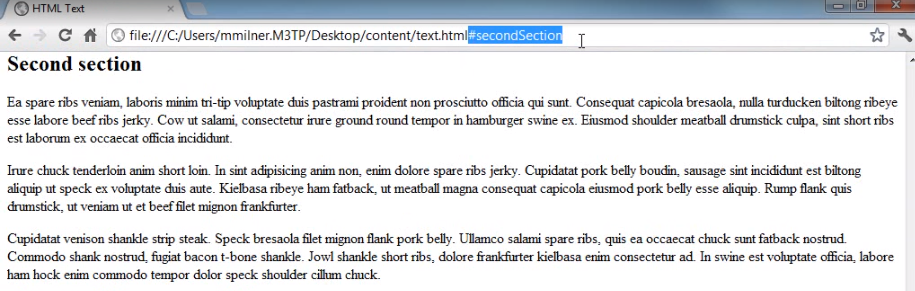 HTML Text
file:///C:/Users/mmilner.M3TP/Desktop/content/text.html#secondSection
Second section
Ea spare ribs veniam, laboris minim tri-tip voluptate duis pastrami proident non prosciutto officia qui sunt. Consequat capicola bresaola, nulla turducken biltong ribeye
esse labore beef ribs jerky. Cow ut salami, consectetur irure ground round tempor in hamburger swine ex. Eiusmod shoulder meatball drumstick culpa, sint short ribs
est laborum ex occaecat officia incididunt.
Irure chuck tenderloin anim short loin. In sint adipisicing anim non, enim dolore spare ribs jerky. Cupidatat pork belly boudin, sausage sint incididunt est biltong
aliquip ut speck ex voluptate duis aute. Kielbasa ribeye ham fatback, ut meatball magna consequat capicola eiusmod pork belly esse aliquip. Rump flank quis
drumstick, ut veniam ut et beef filet mignon frankfurter.
Cupidatat venison shankle strip steak. Speck bresaola filet mignon flank pork belly. Ullamco salami spare ribs, quis ea occaecat chuck sunt fatback nostrud.
Commodo shank nostrud, fugiat bacon t-bone shankle. Jowl shankle short ribs, dolore frankfurter kielbasa enim consectetur ad. In swine est voluptate officia, labore
ham hock enim commodo tempor dolor speck shoulder cillum chuck.